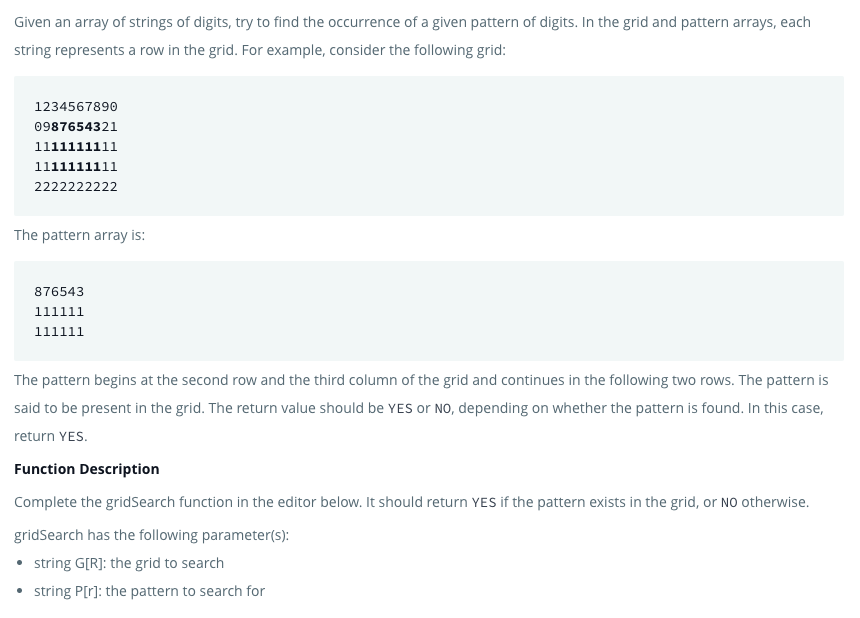 Given an array of strings of digits, try to find the occurrence of a given pattern of digits. In the grid and pattern arrays, each
string represents a row in the grid. For example, consider the following grid:
1234567890
0987654321
1111111111
1111111111
2222222222
The pattern array is:
876543
111111
111111
The pattern begins at the second row and the third column of the grid and continues in the following two rows. The pattern is
said to be present in the grid. The return value should be YES or NO, depending on whether the pattern is found. In this case,
return YES.
Function Description
Complete the gridSearch function in the editor below. It should return YES if the pattern exists in the grid, or NO otherwise.
gridSearch has the following parameter(s):
• string G[R]: the grid to search
• string P[r]: the pattern to search for